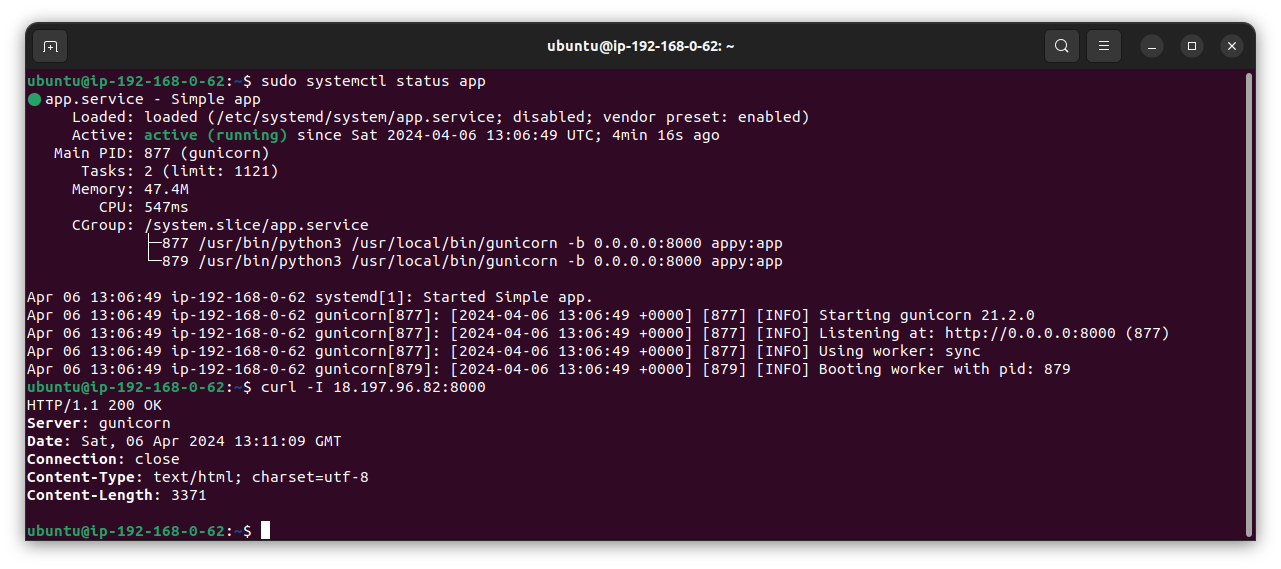 ubuntu@ip-192-168-0-62: ~
ubuntu@ip-192-168-0-62:~$ sudo systemctl status app
● app.service - Simple app
Loaded: loaded (/etc/systemd/system/app.service; disabled; vendor preset: enabled)
Active: active (running) since Sat 2024-04-06 13:06:49 UTC; 4min 16s ago
Main PID: 877 (gunicorn)
Tasks: 2 (limit: 1121)
Memory: 47.4M
CPU: 547ms
CGroup: /system.slice/app.service
├─877 /usr/bin/python3 /usr/local/bin/gunicorn -b 0.0.0.0:8000 appy:app
└─879 /usr/bin/python3 /usr/local/bin/gunicorn -b 0.0.0.0:8000 appy:app
Apr 06 13:06:49 ip-192-168-0-62 systemd[1]: Started Simple app.
Apr 06 13:06:49 ip-192-168-0-62 gunicorn[877]: [2024-04-06 13:06:49 +0000] [877] [INFO] Starting gunicorn 21.2.0
Apr 06 13:06:49 ip-192-168-0-62 gunicorn[877]: [2024-04-06 13:06:49 +0000] [877] [INFO] Listening at: http://0.0.0.0:8000 (877)
Apr 06 13:06:49 ip-192-168-0-62 gunicorn[877]: [2024-04-06 13:06:49 +0000] [877] [INFO] Using worker: sync
Apr 06 13:06:49 ip-192-168-0-62 gunicorn[879]: [2024-04-06 13:06:49 +0000] [879] [INFO] Booting worker with pid: 879
ubuntu@ip-192-168-0-62:~$ curl -I 18.197.96.82:8000
HTTP/1.1 200 OK
Server: gunicorn
Date: Sat, 06 Apr 2024 13:11:09 GMT
Connection: close
Content-Type: text/html; charset=utf-8
Content-Length: 3371
ubuntu@ip-192-168-0-62:~$